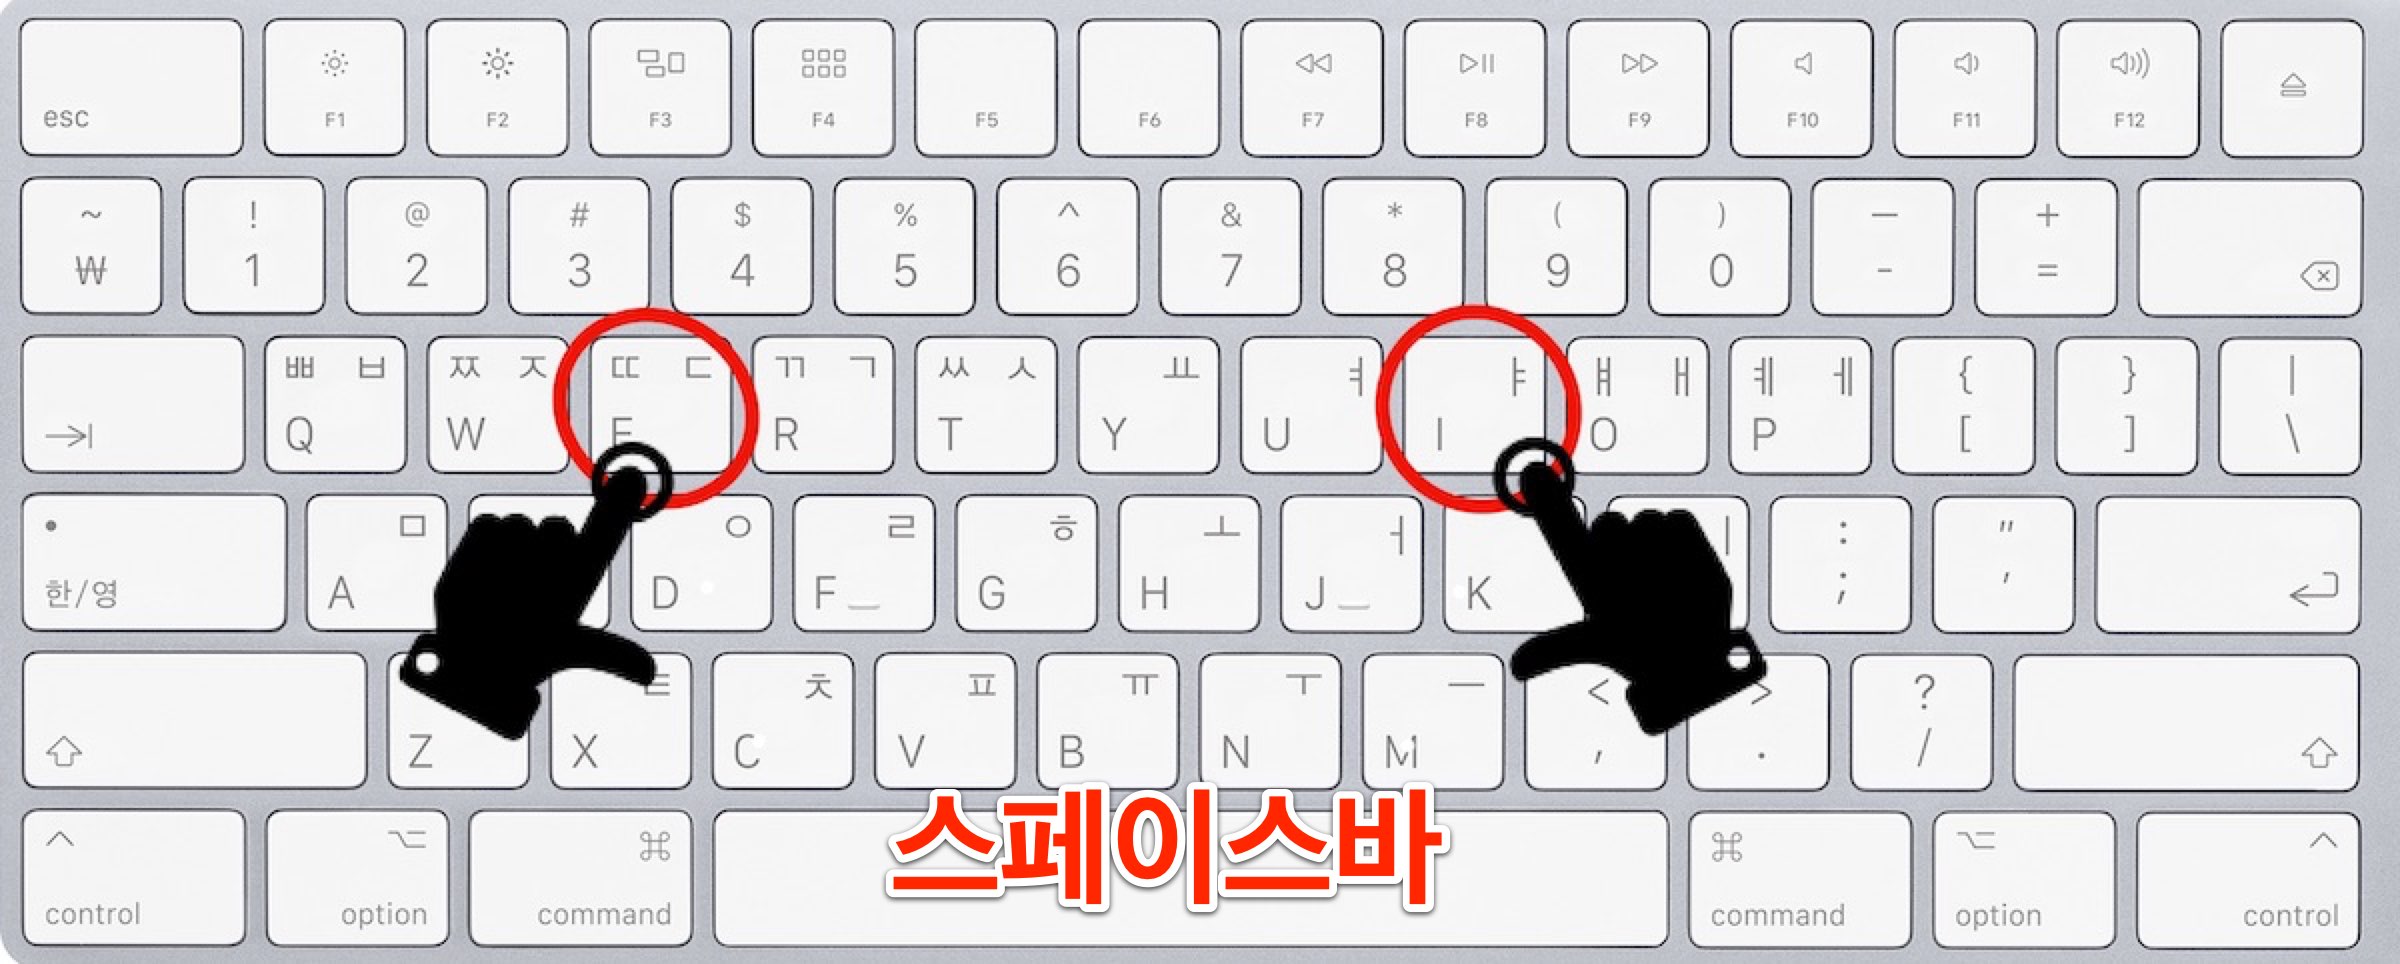 esc F1 F2 F3 F4 F5 F6 F7 F8 F9 F10 F11 F12
~ ! @ # $ % ^ & * ( ) — +
₩ 1 2 3 4 5 6 7 8 9 0 - =
ㅃ ㅂ ㅉ ㅈ ㄸ ㄷ ㄲ ㄱ ㅆ ㅅ ㅛ ㅕ ㅑ ㅒ ㅐ ㅖ ㅔ { } |
Q W E R T Y U I O P [ ] \
ㅁ ㅇ ㄹ ㅎ ㅗ ㅓ ㅣ : "
한/영 A D F G H J K ; '
ㅌ ㅊ ㅍ ㅠ ㅜ ㅡ < > ?
Z X C V B N M , . /
스페이스바
^ ⌥ ⌘ ⌘ ⌥ ^
control option command command option control